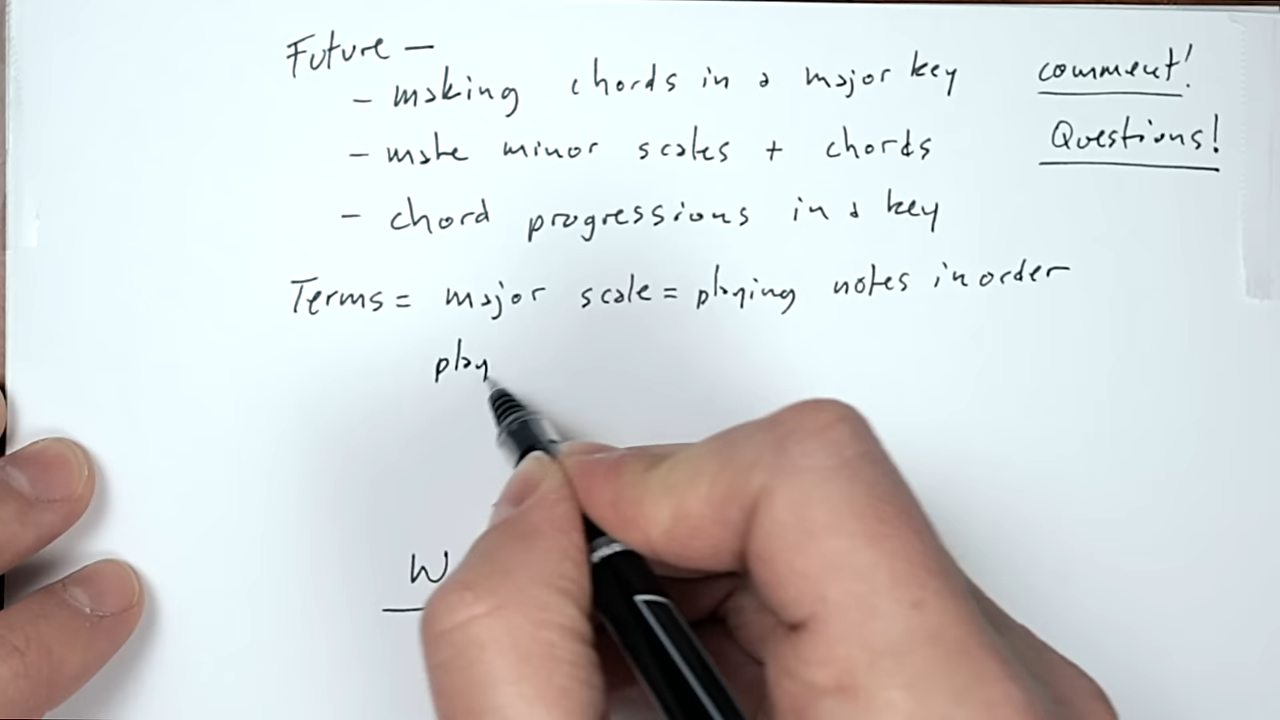 Future –
– making chords in a major key
– make minor scales + chords
– chord progressions in a key
comment!
Questions!
Terms = major scale = playing notes in order
play
W